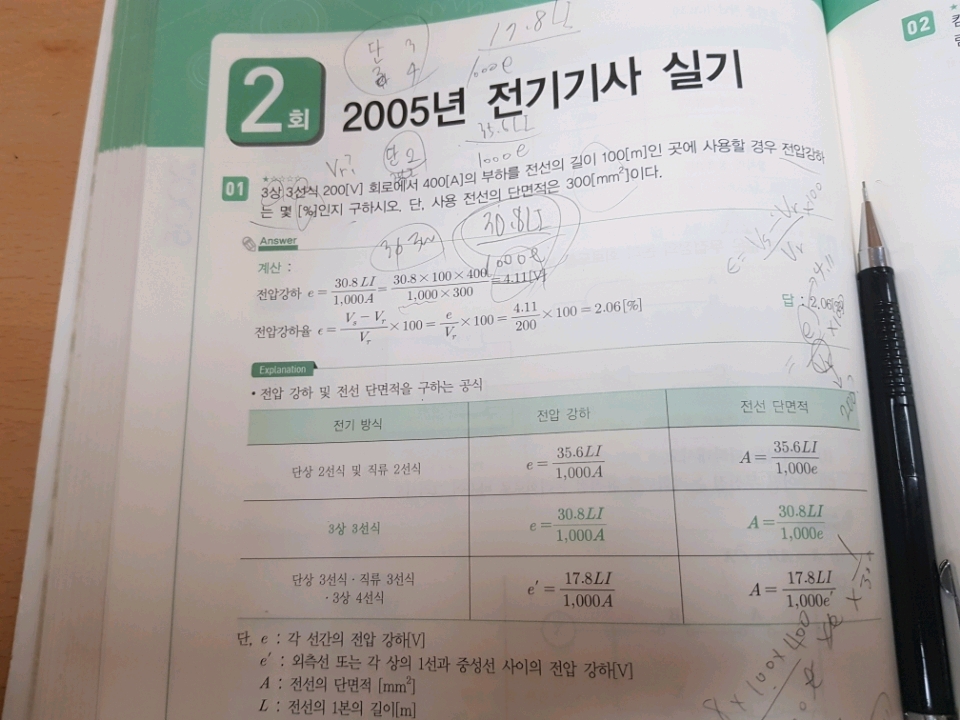 17.8LI
1000e
단 3
3 4
2회
2005년 전기기사 실기
02
35.6LI
1000e
Vr?
단 2
01 3상 3선식 200[V] 회로에서 400[A]의 부하를 전선의 길이 100[m]인 곳에 사용할 경우 전압강하
는 몇 [%]인지 구하시오. 단, 사용 전선의 단면적은 300[mm²]이다.
30.8LI
1000e
Answer
계산 :
전압강하 e = 30.8LI / 1,000A = 30.8×100×400 / 1,000×300 = 4.11[V]
전압강하율 ϵ = Vs − Vr / Vr ×100 = e / Vr ×100 = 4.11 / 200 ×100 = 2.06[%]
답 : 2.06[%]
ϵ = Vs − Vr / Vr ×100
Explanation
• 전압 강하 및 전선 단면적을 구하는 공식
전기 방식 전압 강하 전선 단면적
단상 2선식 및 직류 2선식 e = 35.6LI / 1,000A A = 35.6LI / 1,000e
3상 3선식 e = 30.8LI / 1,000A A = 30.8LI / 1,000e
단상 3선식 · 직류 3선식
· 3상 4선식 e′ = 17.8LI / 1,000A A = 17.8LI / 1,000e′
단, e : 각 선간의 전압 강하[V]
e′ : 외측선 또는 각 상의 1선과 중성선 사이의 전압 강하[V]
A : 전선의 단면적 [mm²]
L : 전선의 1본의 길이[m]